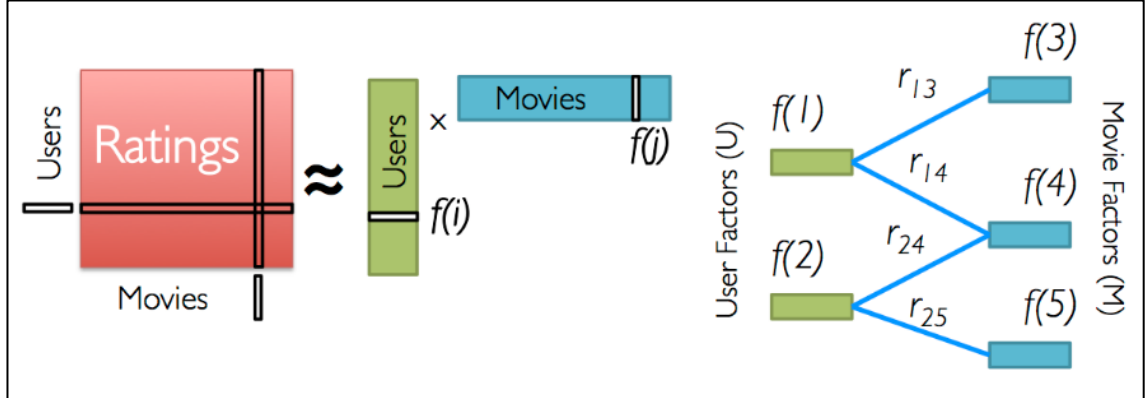 Users
Ratings
Movies
≈
Users
f(i)
×
Movies
f(j)
User Factors (U)
f(1)
f(2)
r13
r14
r24
r25
f(3)
f(4)
f(5)
Movie Factors (M)